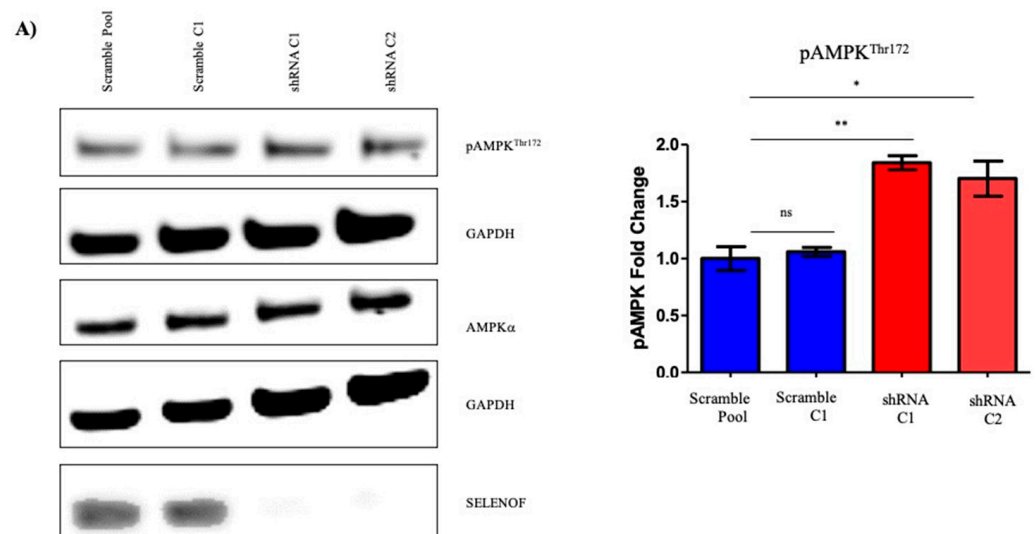 A)
Scramble Pool
Scramble C1
shRNA C1
shRNA C2
pAMPKᵀʰʳ¹⁷²
GAPDH
AMPKα
GAPDH
SELENOF
pAMPKᵀʰʳ¹⁷²
*
**
ns
pAMPK Fold Change
2.0
1.5
1.0
0.5
0.0
Scramble
Pool
Scramble
C1
shRNA
C1
shRNA
C2